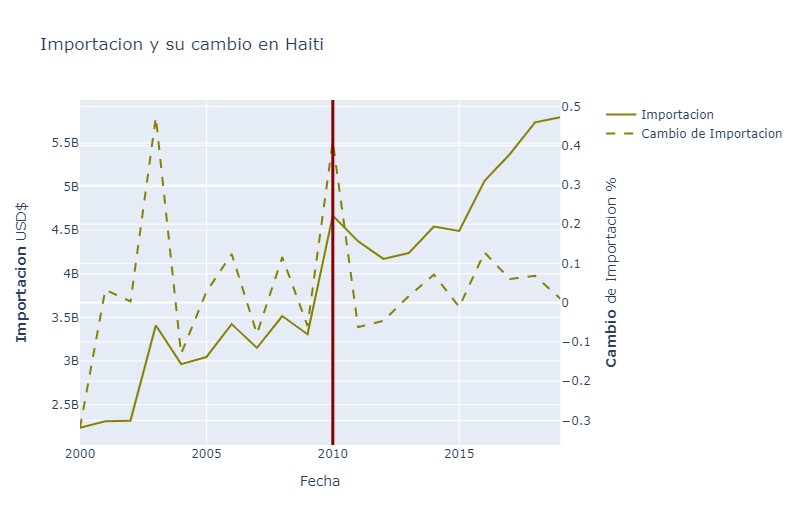 Importacion y su cambio en Haiti
Importacion
Cambio de Importacion
5.5B
5B
4.5B
4B
3.5B
3B
2.5B
0.5
0.4
0.3
0.2
0.1
0
−0.1
−0.2
−0.3
Importacion USD$
Cambio de Importacion %
2000
2005
2010
2015
Fecha